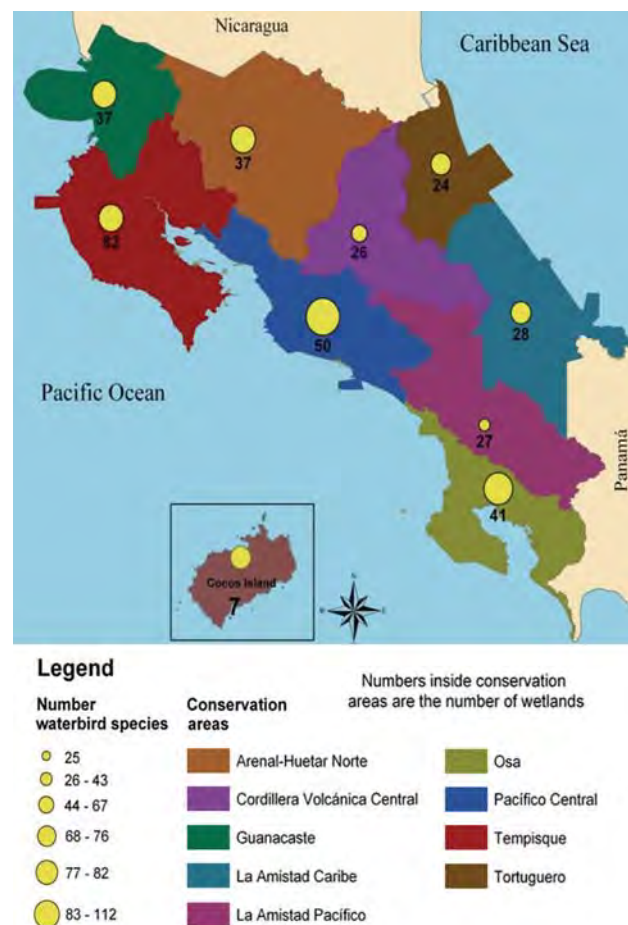 Nicaragua
Caribbean Sea
37
37
24
82
26
50
28
Pacific Ocean
27
Panamá
41
Cocos Island
7
N
E
S
Legend
Number
waterbird species
25
26 - 43
44 - 67
68 - 76
77 - 82
83 - 112
Conservation
areas
Arenal-Huetar Norte
Cordillera Volcánica Central
Guanacaste
La Amistad Caribe
La Amistad Pacífico
Numbers inside conservation
areas are the number of wetlands
Osa
Pacífico Central
Tempisque
Tortuguero